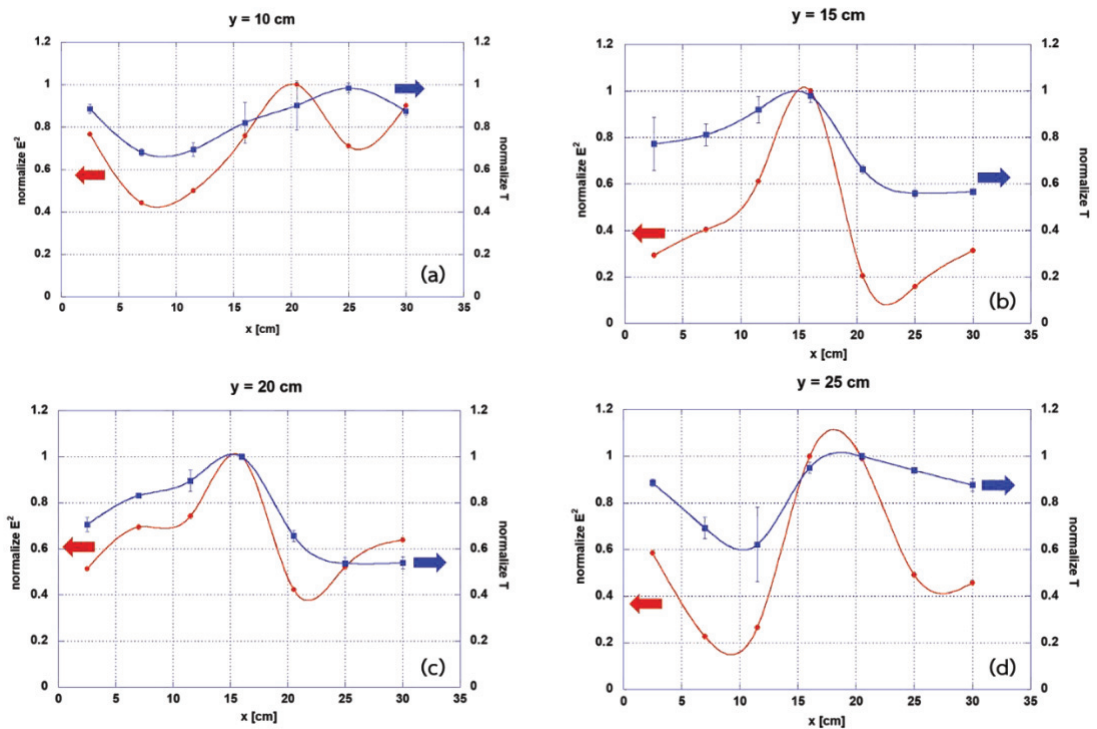 y = 10 cm
1.2 1.2
1 1
0.8 0.8
0.6 0.6
0.4 0.4
0.2 0.2
0 0
0 5 10 15 20 25 30 35
normalize E²
normalize T
x [cm]
(a)
y = 15 cm
1.2 1.2
1 1
0.8 0.8
0.6 0.6
0.4 0.4
0.2 0.2
0 0
0 5 10 15 20 25 30 35
normalize E²
normalize T
x [cm]
(b)
y = 20 cm
1.2 1.2
1 1
0.8 0.8
0.6 0.6
0.4 0.4
0.2 0.2
0 0
0 5 10 15 20 25 30 35
normalize E²
normalize T
x [cm]
(c)
y = 25 cm
1.2 1.2
1 1
0.8 0.8
0.6 0.6
0.4 0.4
0.2 0.2
0 0
0 5 10 15 20 25 30 35
normalize E²
normalize T
x [cm]
(d)